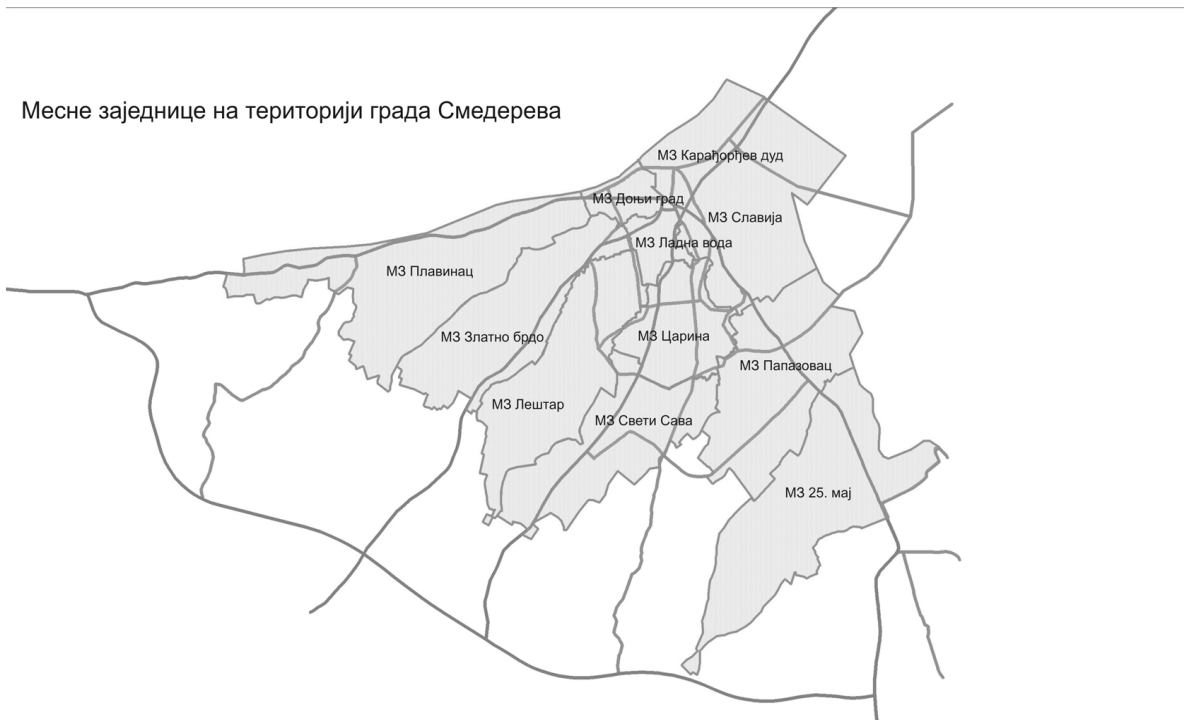 Месне заједнице на територији града Смедерева
МЗ Карађорђев дуд
МЗ Доњи град
МЗ Славија
МЗ Ладна вода
МЗ Плавинац
МЗ Златно брдо
МЗ Царина
МЗ Папазовац
МЗ Лештар
МЗ Свети Сава
МЗ 25. мај